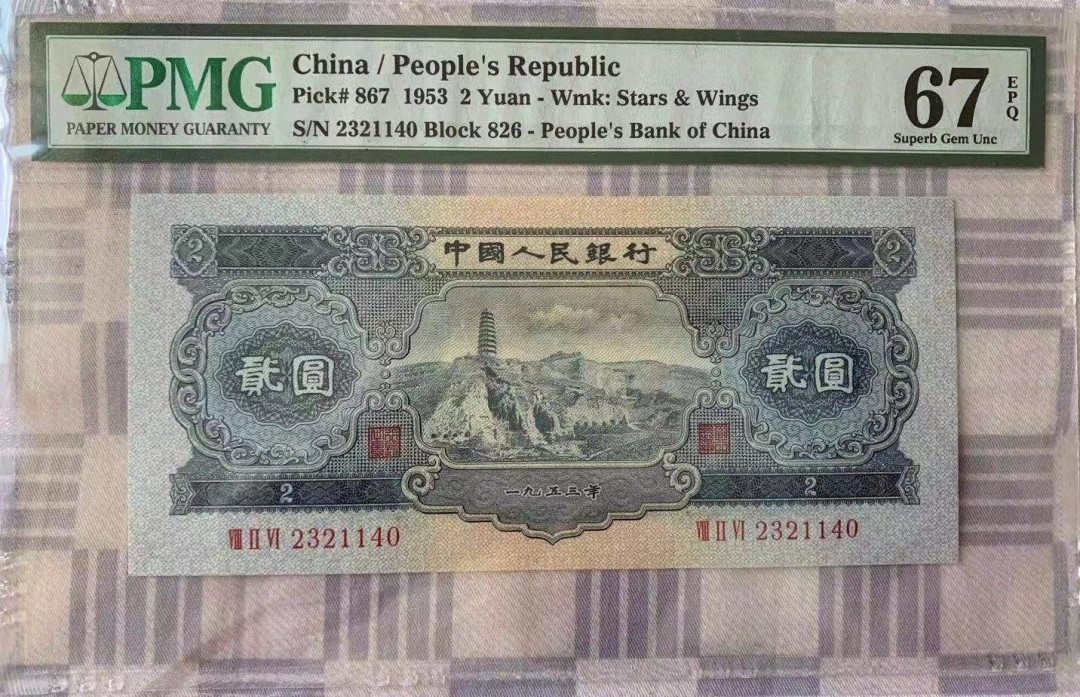 PMG
PAPER MONEY GUARANTY
China / People's Republic
Pick# 867 1953 2 Yuan - Wmk: Stars & Wings
S/N 2321140 Block 826 - People's Bank of China
67
EPQ
Superb Gem Unc
2
中國人民銀行
2
貳圓
貳圓
一九五三年
2
2
VIII II VI 2321140
VIII II VI 2321140